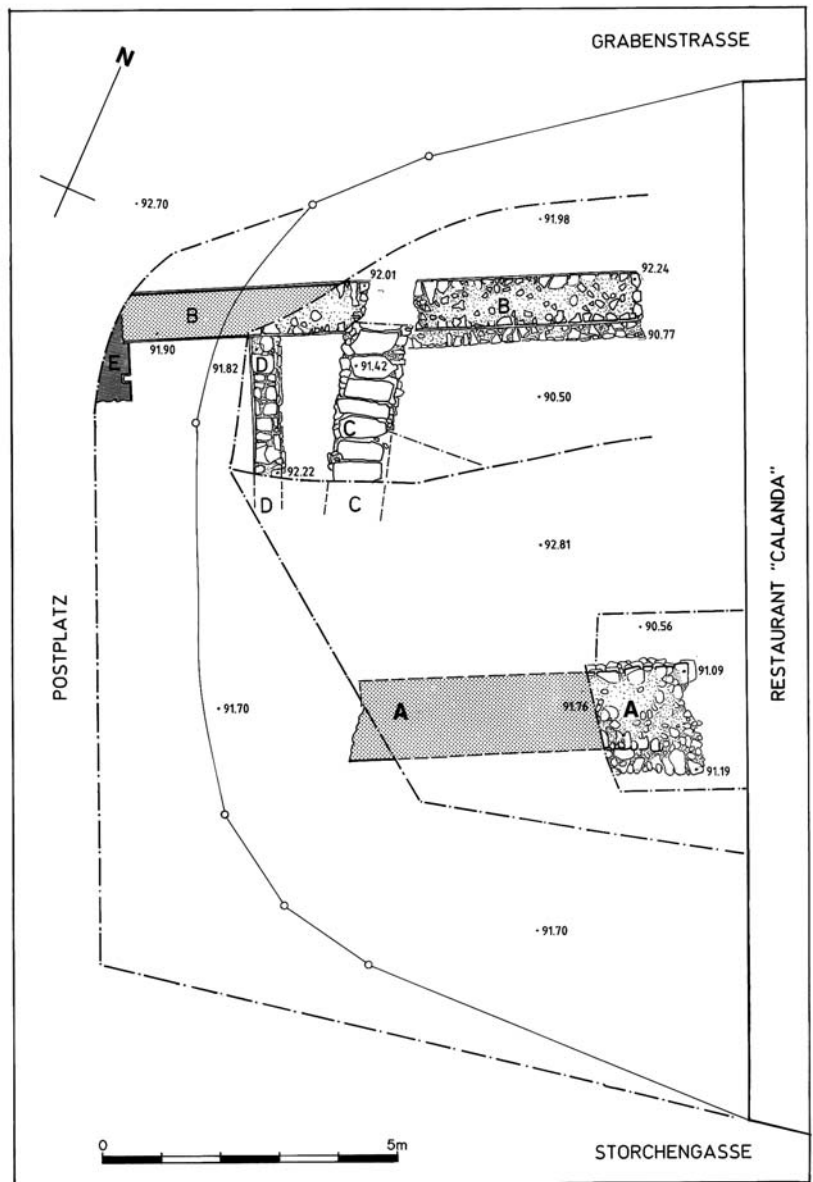 GRABENSTRASSE
N
92.70
91.98
92.01
92.24
B
B
90.77
91.90
E
91.82
D
91.42
90.50
C
92.22
D
C
92.81
POSTPLATZ
RESTAURANT "CALANDA"
90.56
91.09
A
91.76
A
91.70
91.19
91.70
0
5m
STORCHENGASSE